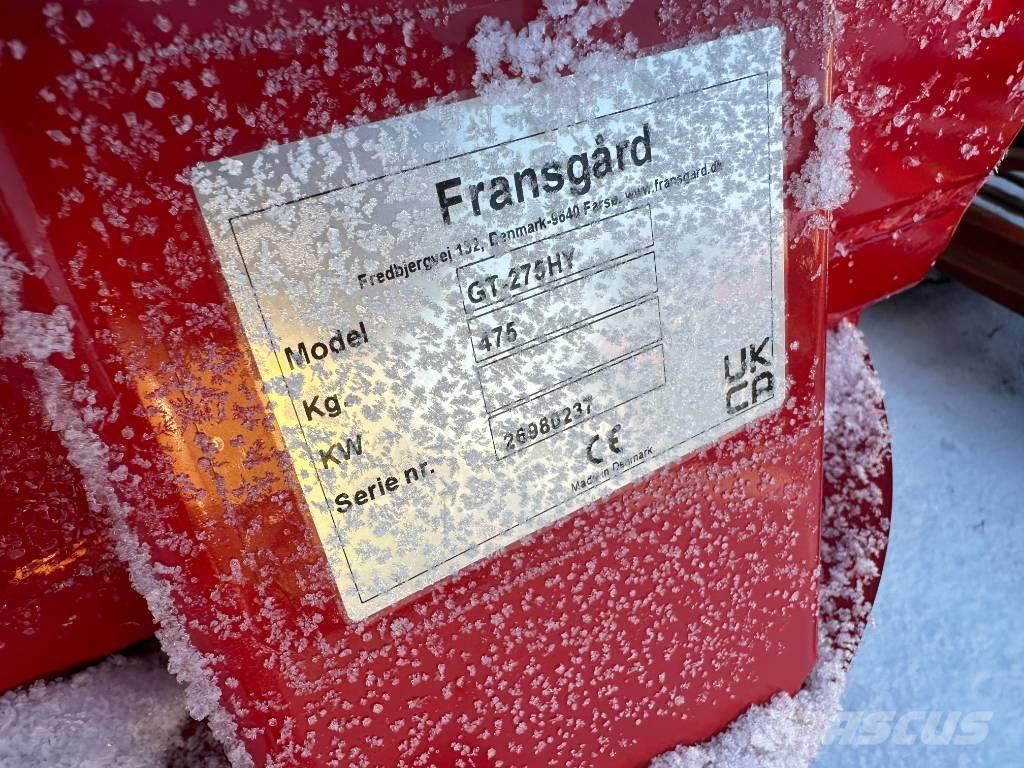 Fransgård
Fredbjergvej 132, Denmark-9640 Farsø, www.fransgard.dk
Model GT-275HY
Kg 475
KW
Serie nr. 26980237
CE
Made in Denmark
UK
CA
ASCUS